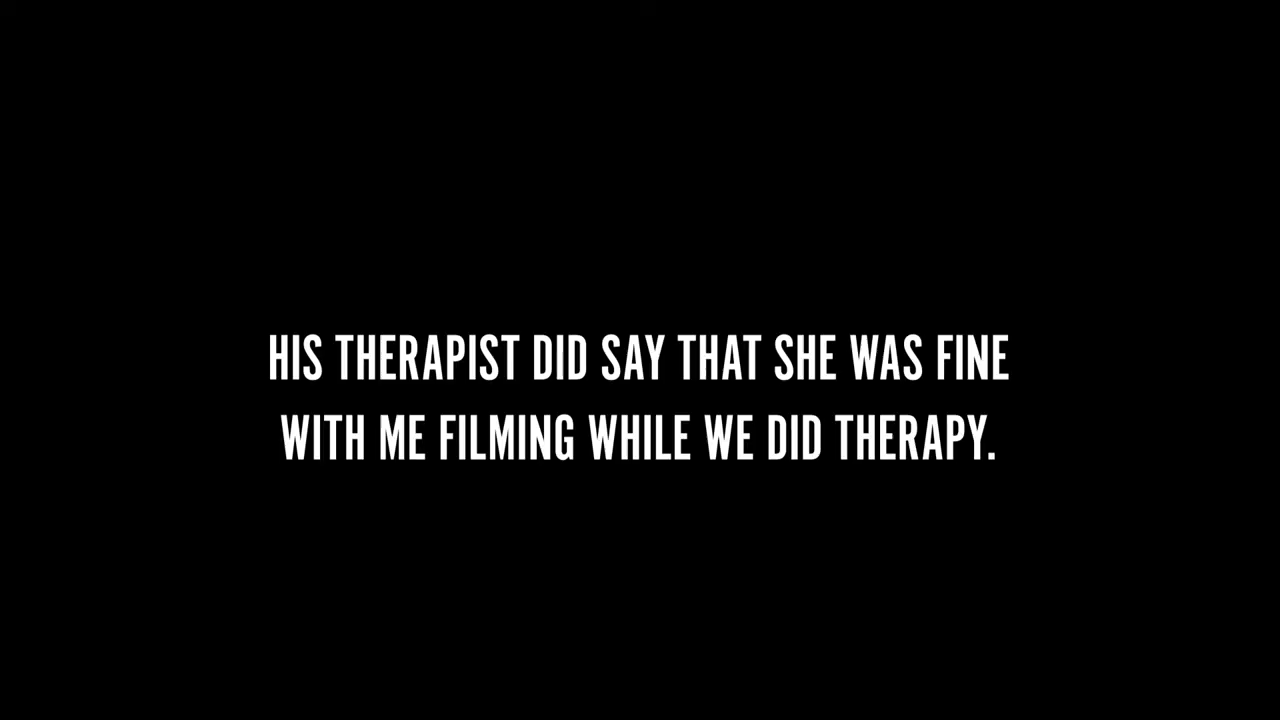 HIS THERAPIST DID SAY THAT SHE WAS FINE
WITH ME FILMING WHILE WE DID THERAPY.